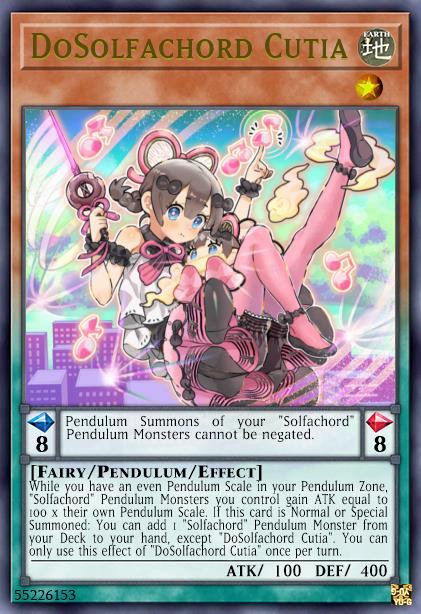 DoSolfachord Cutia
EARTH
地
Pendulum Summons of your "Solfachord"
Pendulum Monsters cannot be negated.
8
8
[Fairy/Pendulum/Effect]
While you have an even Pendulum Scale in your Pendulum Zone,
"Solfachord" Pendulum Monsters you control gain ATK equal to
100 x their own Pendulum Scale. If this card is Normal or Special
Summoned: You can add 1 "Solfachord" Pendulum Monster from
your Deck to your hand, except "DoSolfachord Cutia". You can
only use this effect of "DoSolfachord Cutia" once per turn.
ATK/ 100 DEF/ 400
55226153